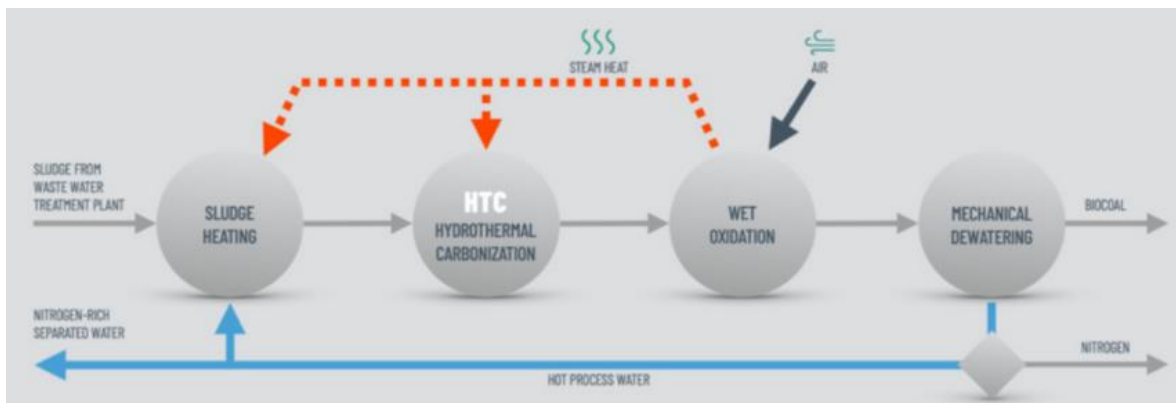 STEAM HEAT
AIR
SLUDGE FROM
WASTE WATER
TREATMENT PLANT
SLUDGE
HEATING
HTC
HYDROTHERMAL
CARBONIZATION
WET
OXIDATION
MECHANICAL
DEWATERING
BIOCOAL
NITROGEN-RICH
SEPARATED WATER
HOT PROCESS WATER
NITROGEN